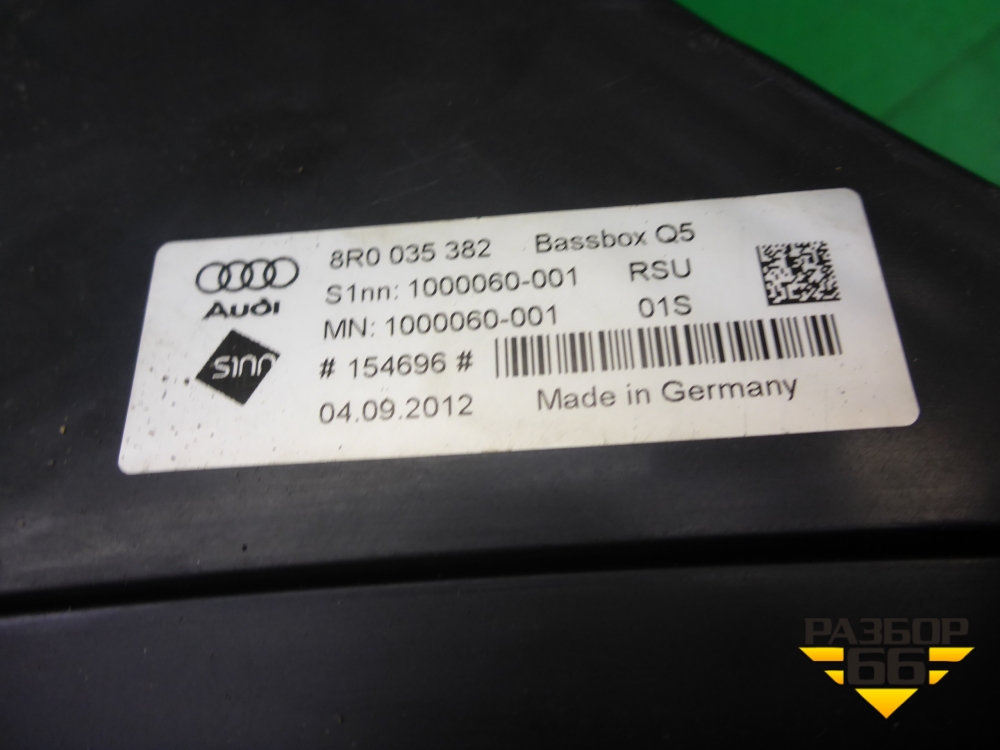 8R0 035 382 Bassbox Q5
Audi
S1nn: 1000060-001 RSU
MN: 1000060-001 01S
S1nn
# 154696 #
04.09.2012 Made in Germany
РАЗБОР
66